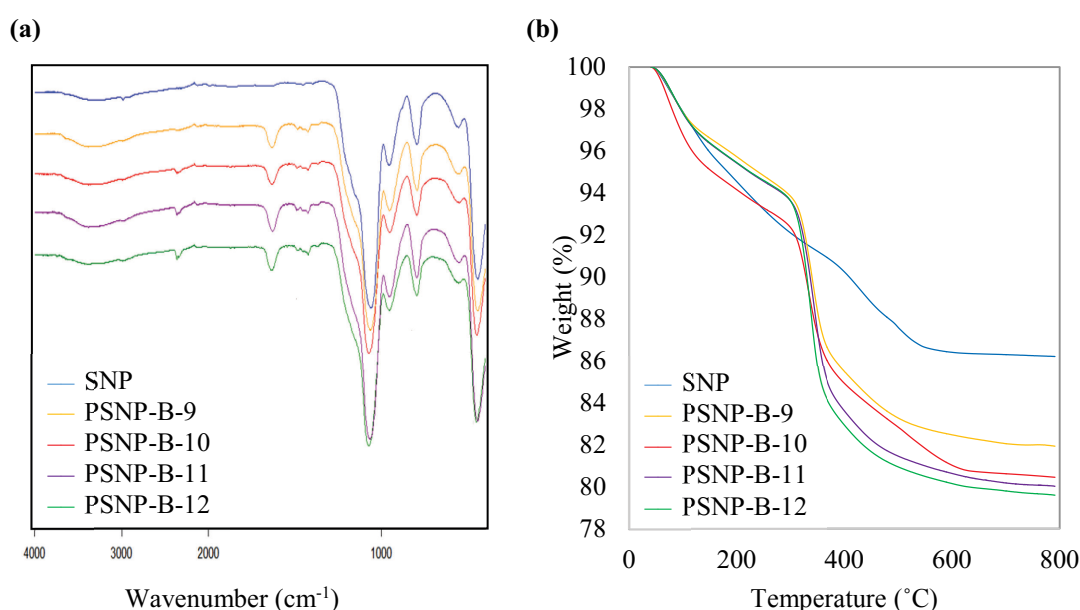 (a)
SNP
PSNP-B-9
PSNP-B-10
PSNP-B-11
PSNP-B-12
4000 3000 2000 1000
Wavenumber (cm-1)
(b)
Weight (%)
100
98
96
94
92
90
88
86
84
82
80
78
SNP
PSNP-B-9
PSNP-B-10
PSNP-B-11
PSNP-B-12
0 200 400 600 800
Temperature (˚C)